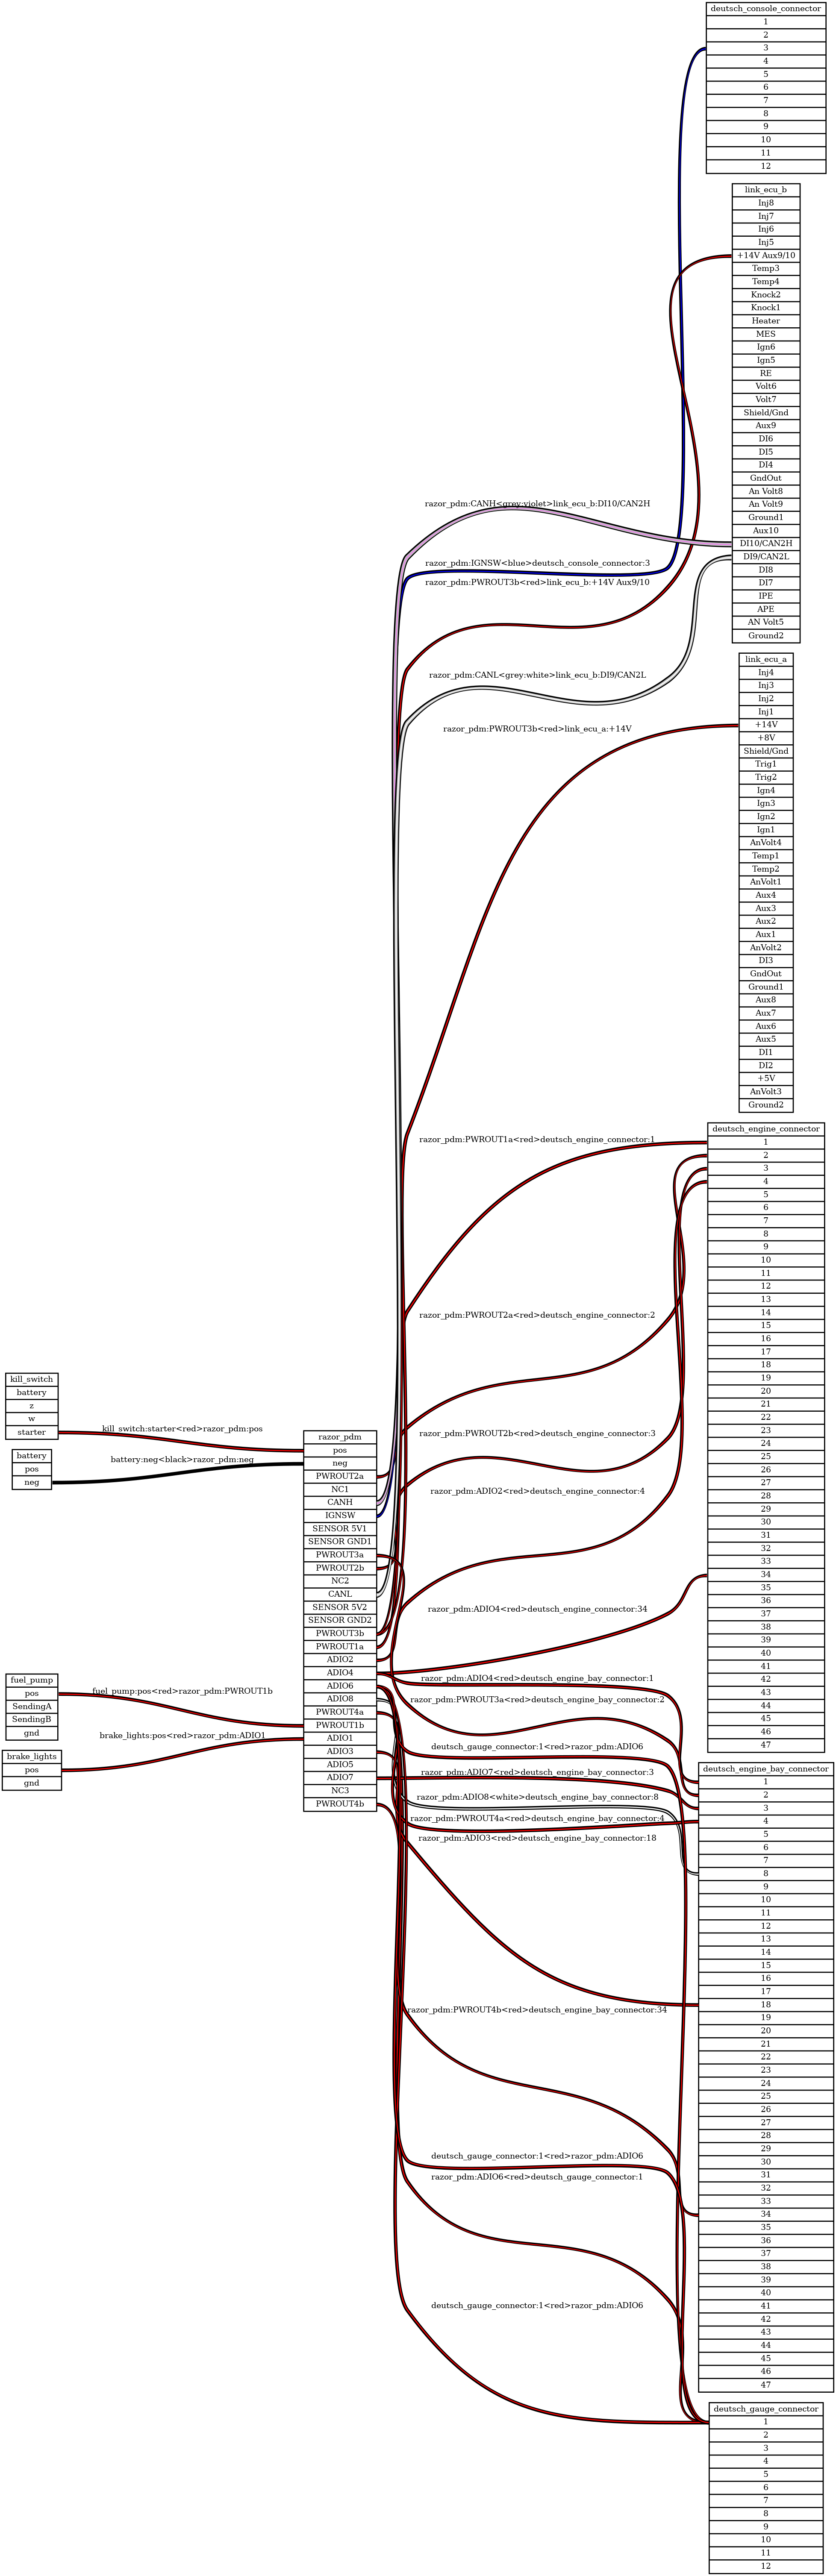 deutsch_console_connector
1
2
3
4
5
6
7
8
9
10
11
12
link_ecu_b
Inj8
Inj7
Inj6
Inj5
+14V Aux9/10
Temp3
Temp4
Knock2
Knock1
Heater
MES
Ign6
Ign5
RE
Volt6
Volt7
Shield/Gnd
Aux9
DI6
DI5
DI4
GndOut
An Volt8
An Volt9
Ground1
Aux10
DI10/CAN2H
DI9/CAN2L
DI8
DI7
IPE
APE
AN Volt5
Ground2
razor_pdm:CANH<grey:violet>link_ecu_b:DI10/CAN2H
razor_pdm:IGNSW<blue>deutsch_console_connector:3
razor_pdm:PWROUT3b<red>link_ecu_b:+14V Aux9/10
razor_pdm:CANL<grey:white>link_ecu_b:DI9/CAN2L
razor_pdm:PWROUT3b<red>link_ecu_a:+14V
link_ecu_a
Inj4
Inj3
Inj2
Inj1
+14V
+8V
Shield/Gnd
Trig1
Trig2
Ign4
Ign3
Ign2
Ign1
AnVolt4
Temp1
Temp2
AnVolt1
Aux4
Aux3
Aux2
Aux1
AnVolt2
DI3
GndOut
Ground1
Aux8
Aux7
Aux6
Aux5
DI1
DI2
+5V
AnVolt3
Ground2
razor_pdm:PWROUT1a<red>deutsch_engine_connector:1
razor_pdm:PWROUT2a<red>deutsch_engine_connector:2
razor_pdm:PWROUT2b<red>deutsch_engine_connector:3
razor_pdm:ADIO2<red>deutsch_engine_connector:4
razor_pdm:ADIO4<red>deutsch_engine_connector:34
deutsch_engine_connector
1
2
3
4
5
6
7
8
9
10
11
12
13
14
15
16
17
18
19
20
21
22
23
24
25
26
27
28
29
30
31
32
33
34
35
36
37
38
39
40
41
42
43
44
45
46
47
kill_switch
battery
z
w
starter
kill_switch:starter<red>razor_pdm:pos
battery
pos
neg
battery:neg<black>razor_pdm:neg
razor_pdm
pos
neg
PWROUT2a
NC1
CANH
IGNSW
SENSOR 5V1
SENSOR GND1
PWROUT3a
PWROUT2b
NC2
CANL
SENSOR 5V2
SENSOR GND2
PWROUT3b
PWROUT1a
ADIO2
ADIO4
ADIO6
ADIO8
PWROUT4a
PWROUT1b
ADIO1
ADIO3
ADIO5
ADIO7
NC3
PWROUT4b
fuel_pump
pos
SendingA
SendingB
gnd
fuel_pump:pos<red>razor_pdm:PWROUT1b
brake_lights:pos<red>razor_pdm:ADIO1
brake_lights
pos
gnd
razor_pdm:ADIO4<red>deutsch_engine_bay_connector:1
razor_pdm:PWROUT3a<red>deutsch_engine_bay_connector:2
deutsch_gauge_connector:1<red>razor_pdm:ADIO6
razor_pdm:ADIO7<red>deutsch_engine_bay_connector:3
razor_pdm:ADIO8<white>deutsch_engine_bay_connector:8
razor_pdm:PWROUT4a<red>deutsch_engine_bay_connector:4
razor_pdm:ADIO3<red>deutsch_engine_bay_connector:18
razor_pdm:PWROUT4b<red>deutsch_engine_bay_connector:34
deutsch_gauge_connector:1<red>razor_pdm:ADIO6
razor_pdm:ADIO6<red>deutsch_gauge_connector:1
deutsch_gauge_connector:1<red>razor_pdm:ADIO6
deutsch_engine_bay_connector
1
2
3
4
5
6
7
8
9
10
11
12
13
14
15
16
17
18
19
20
21
22
23
24
25
26
27
28
29
30
31
32
33
34
35
36
37
38
39
40
41
42
43
44
45
46
47
deutsch_gauge_connector
1
2
3
4
5
6
7
8
9
10
11
12